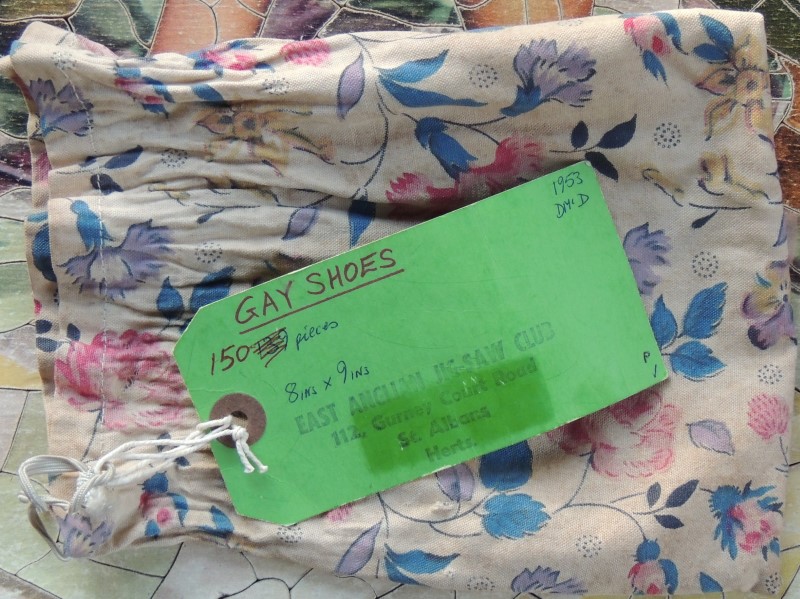 1953
DMcD
GAY SHOES
150 pieces
8INS x 9INS
EAST ANGLIAN JIG-SAW CLUB
112, Gurney Court Road
St. Albans
Herts.
P
1